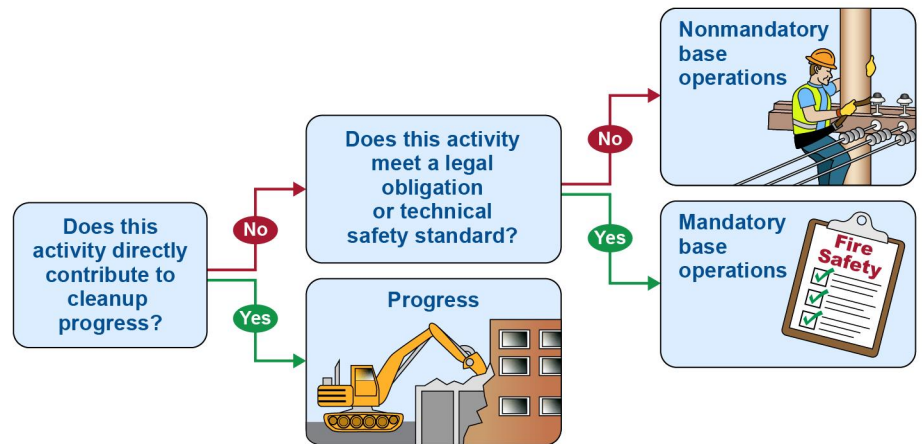 Does this
activity directly
contribute to
cleanup
progress?
No
Yes
Does this activity
meet a legal
obligation
or technical
safety standard?
Progress
No
Yes
Nonmandatory
base
operations
Mandatory
base
operations
Fire
Safety